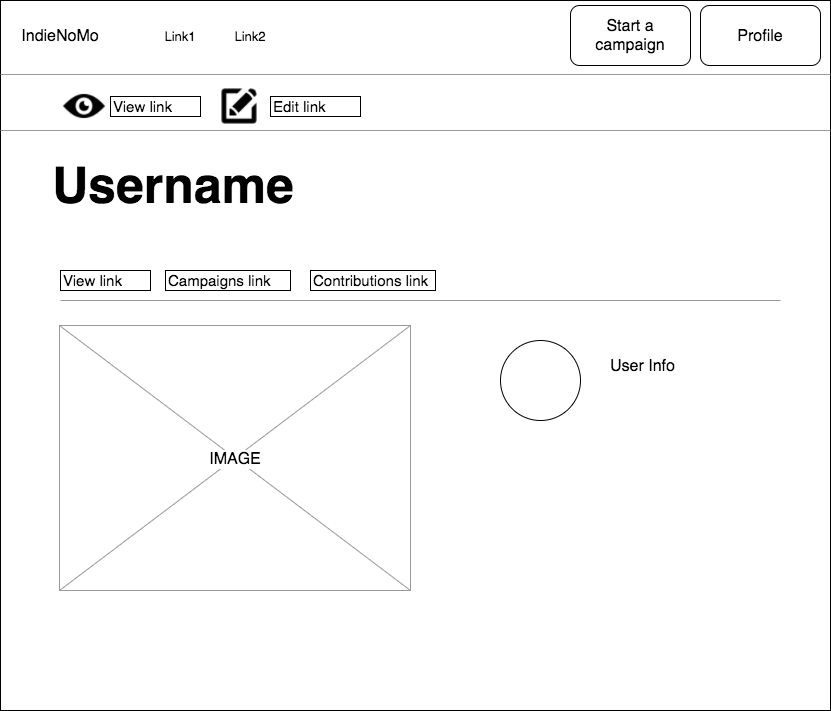 IndieNoMo
Link1
Link2
Start a
campaign
Profile
View link
Edit link
Username
View link
Campaigns link
Contributions link
IMAGE
User Info